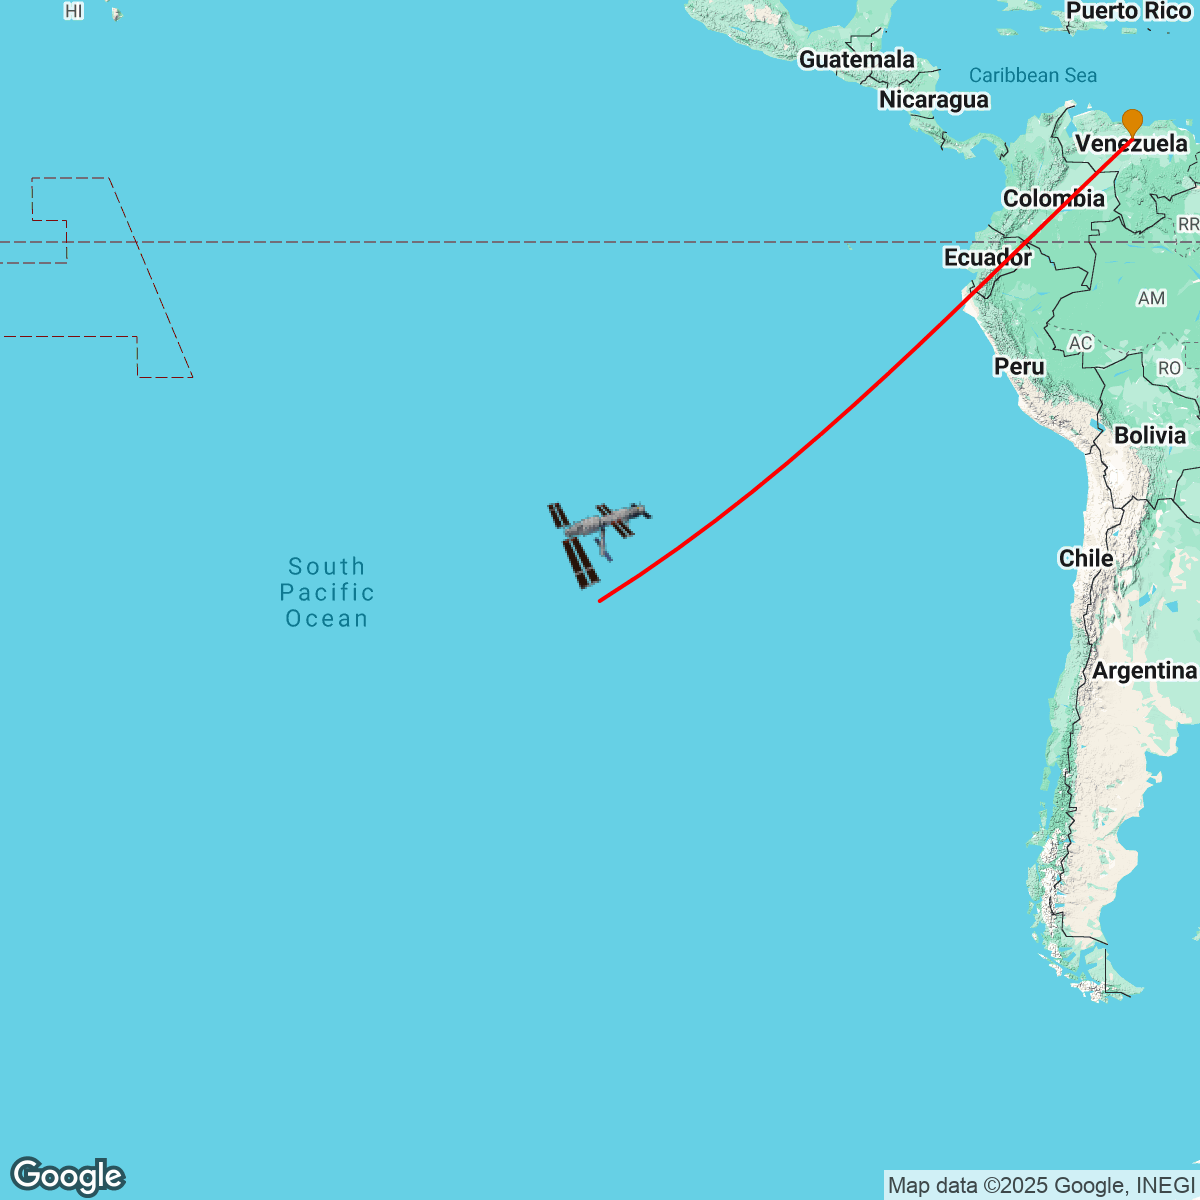 HI
Puerto Rico
Guatemala
Caribbean Sea
Nicaragua
Venezuela
Colombia
RR
Ecuador
AM
AC
Peru
RO
Bolivia
Chile
South
Pacific
Ocean
Argentina
Google
Map data ©2025 Google, INEGI